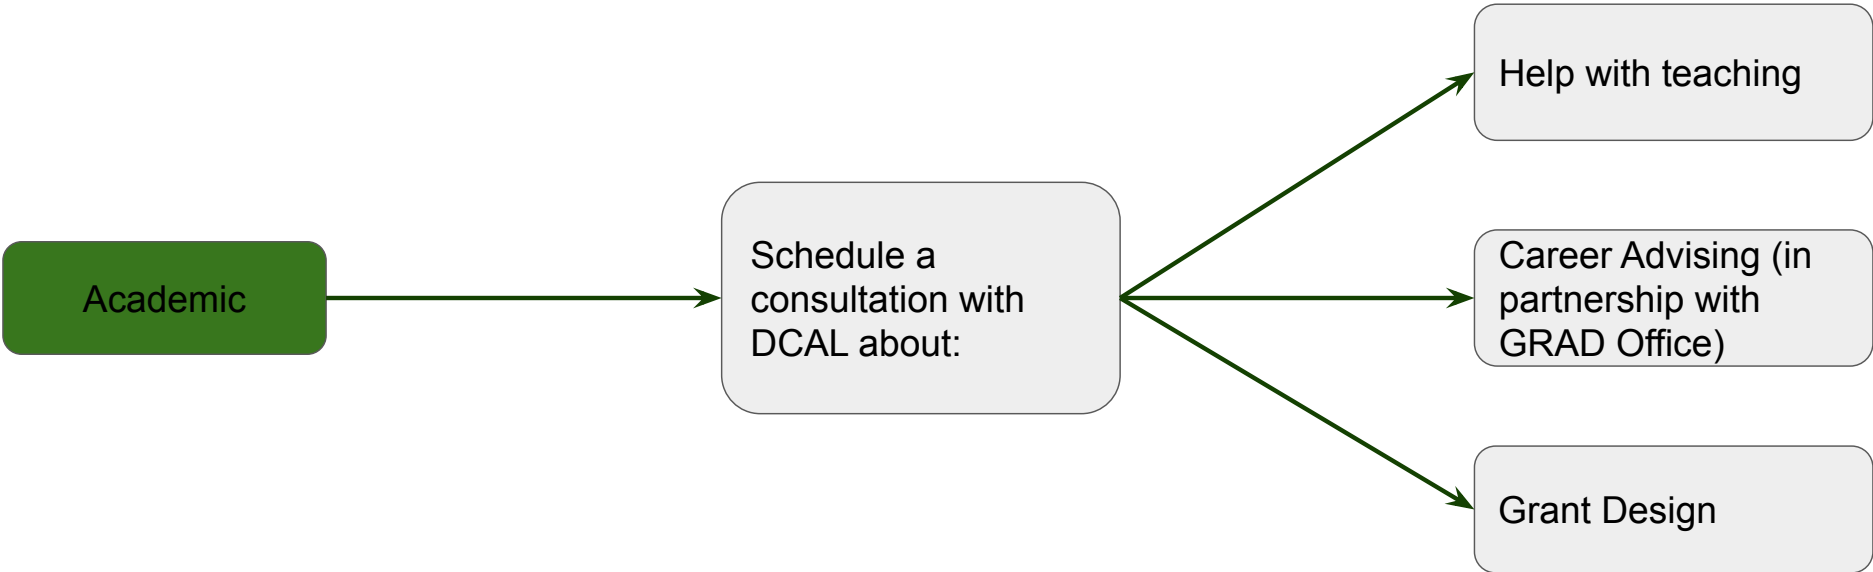 Academic
Schedule a
consultation with
DCAL about:
Help with teaching
Career Advising (in
partnership with
GRAD Office)
Grant Design